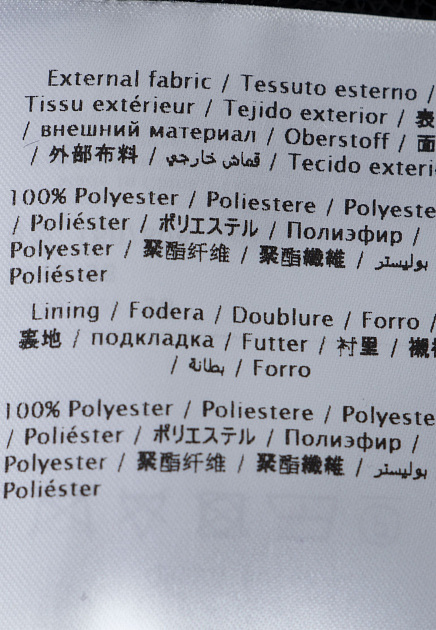 External fabric / Tessuto esterno /
Tissu extérieur / Tejido exterior / 表
/ внешний материал / Oberstoff / 面
/ 外部布料 / قماش خارجي / Tecido exteri
100% Polyester / Poliestere / Polyeste
/ Poliéster / ポリエステル / Полиэфир /
Polyester / 聚酯纤维 / 聚酯纖維 / بوليستر
Poliéster
Lining / Fodera / Doublure / Forro /
裏地 / подкладка / Futter / 衬里 / 襯
/ بطانة / Forro
100% Polyester / Poliestere / Polyeste
/ Poliéster / ポリエステル / Полиэфир /
Polyester / 聚酯纤维 / 聚酯纖維 / بوليستر
Poliéster